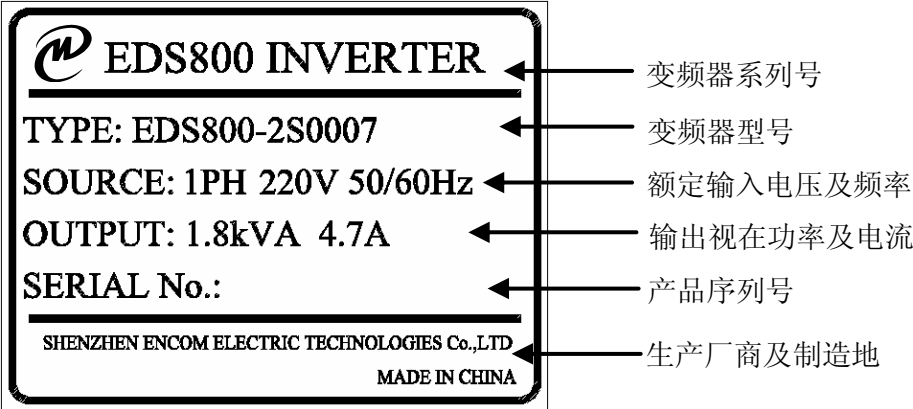 EDS800 INVERTER 变频器系列号
TYPE: EDS800-2S0007 变频器型号
SOURCE: 1PH 220V 50/60Hz 额定输入电压及频率
OUTPUT: 1.8kVA 4.7A 输出视在功率及电流
SERIAL No.: 产品序列号
SHENZHEN ENCOM ELECTRIC TECHNOLOGIES Co.,LTD 生产厂商及制造地
MADE IN CHINA